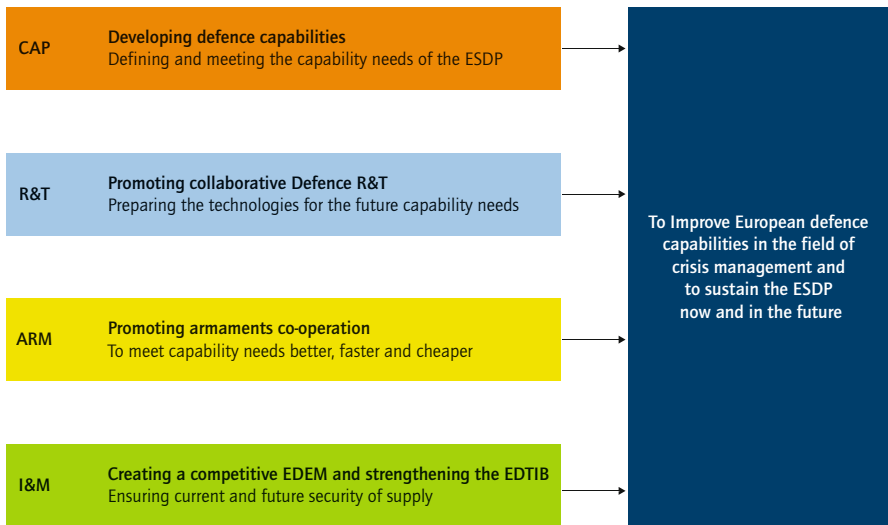 CAP
Developing defence capabilities
Defining and meeting the capability needs of the ESDP
R&T
Promoting collaborative Defence R&T
Preparing the technologies for the future capability needs
ARM
Promoting armaments co-operation
To meet capability needs better, faster and cheaper
I&M
Creating a competitive EDEM and strengthening the EDTIB
Ensuring current and future security of supply
To Improve European defence
capabilities in the field of
crisis management and
to sustain the ESDP
now and in the future